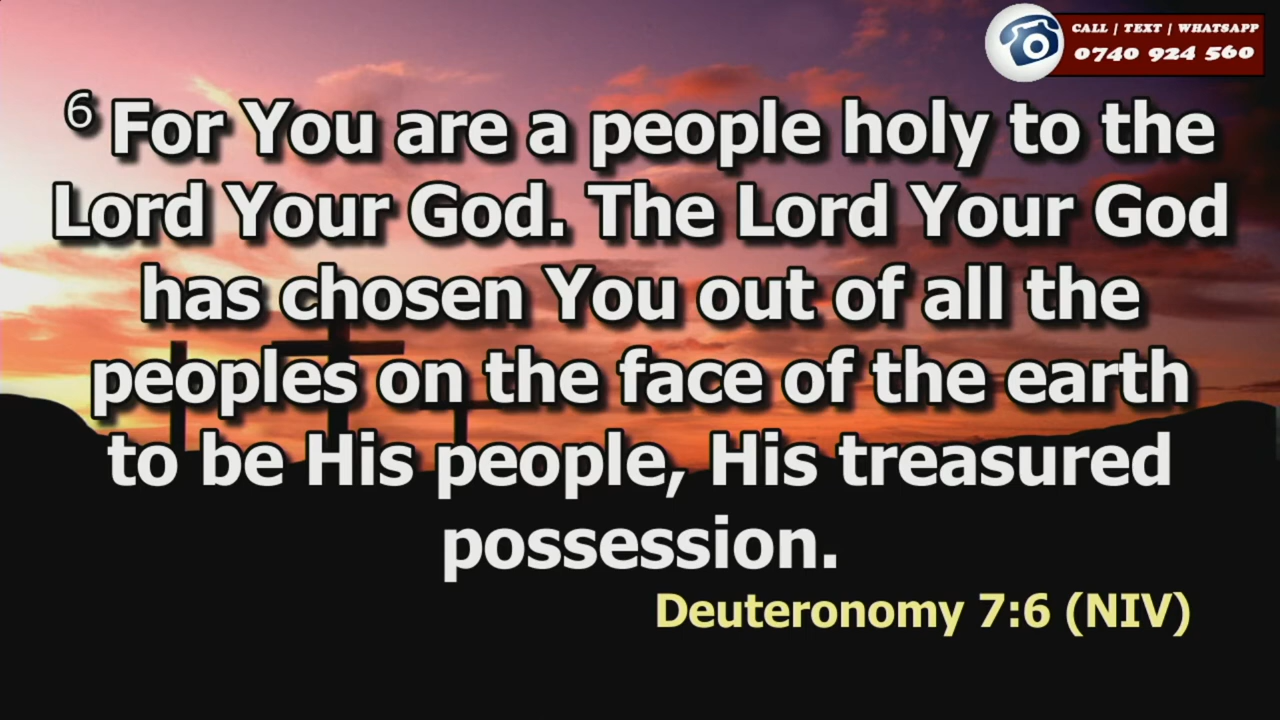 CALL | TEXT | WHATSAPP
0740 924 560
6 For You are a people holy to the
Lord Your God. The Lord Your God
has chosen You out of all the
peoples on the face of the earth
to be His people, His treasured
possession.
Deuteronomy 7:6 (NIV)